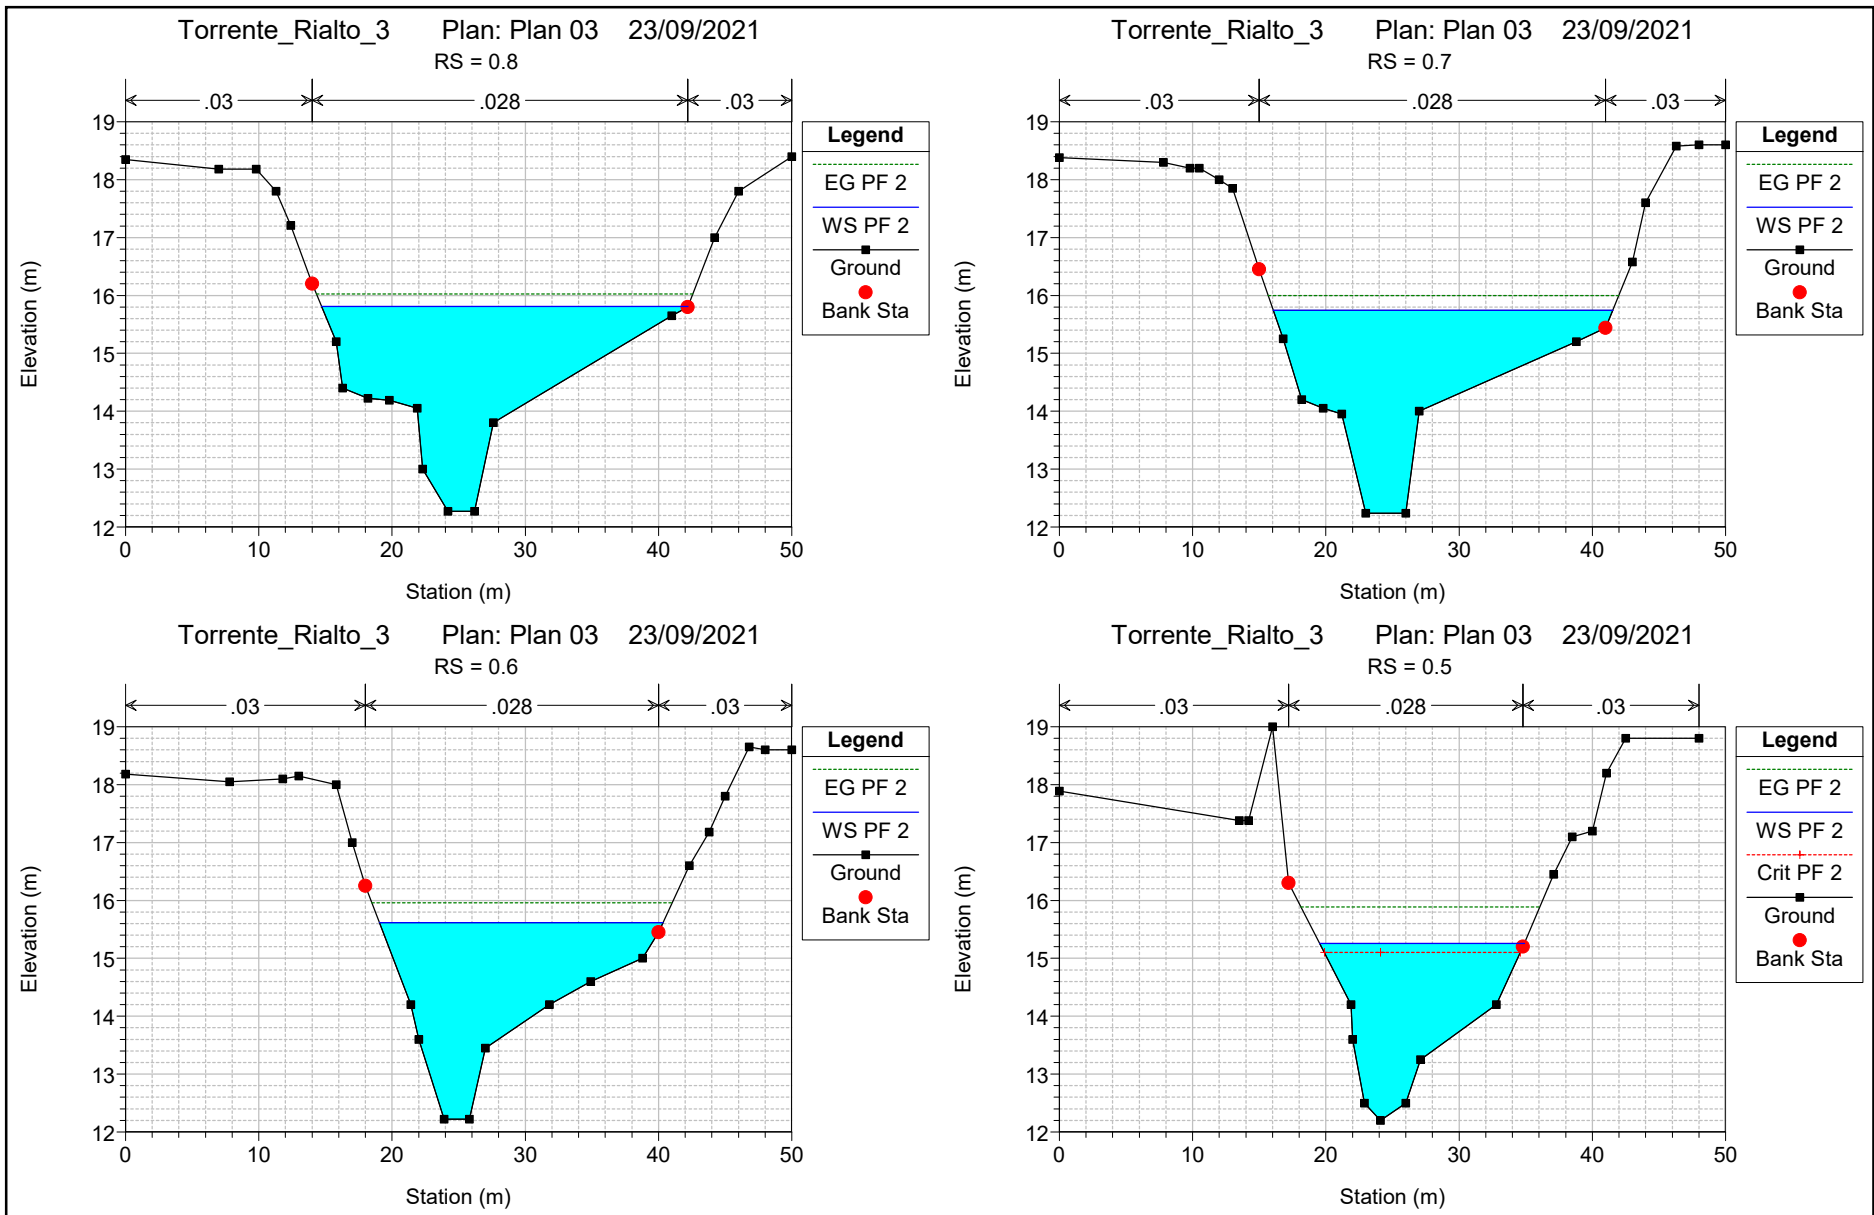 Torrente_Rialto_3 Plan: Plan 03 23/09/2021
RS = 0.8
.03 .028 .03
19
18
17
16
15
14
13
12
Elevation (m)
0 10 20 30 40 50
Station (m)
Legend
EG PF 2
WS PF 2
Ground
Bank Sta
Torrente_Rialto_3 Plan: Plan 03 23/09/2021
RS = 0.7
.03 .028 .03
19
18
17
16
15
14
13
12
Elevation (m)
0 10 20 30 40 50
Station (m)
Legend
EG PF 2
WS PF 2
Ground
Bank Sta
Torrente_Rialto_3 Plan: Plan 03 23/09/2021
RS = 0.6
.03 .028 .03
19
18
17
16
15
14
13
12
Elevation (m)
0 10 20 30 40 50
Station (m)
Legend
EG PF 2
WS PF 2
Ground
Bank Sta
Torrente_Rialto_3 Plan: Plan 03 23/09/2021
RS = 0.5
.03 .028 .03
19
18
17
16
15
14
13
12
Elevation (m)
0 10 20 30 40 50
Station (m)
Legend
EG PF 2
WS PF 2
Crit PF 2
Ground
Bank Sta